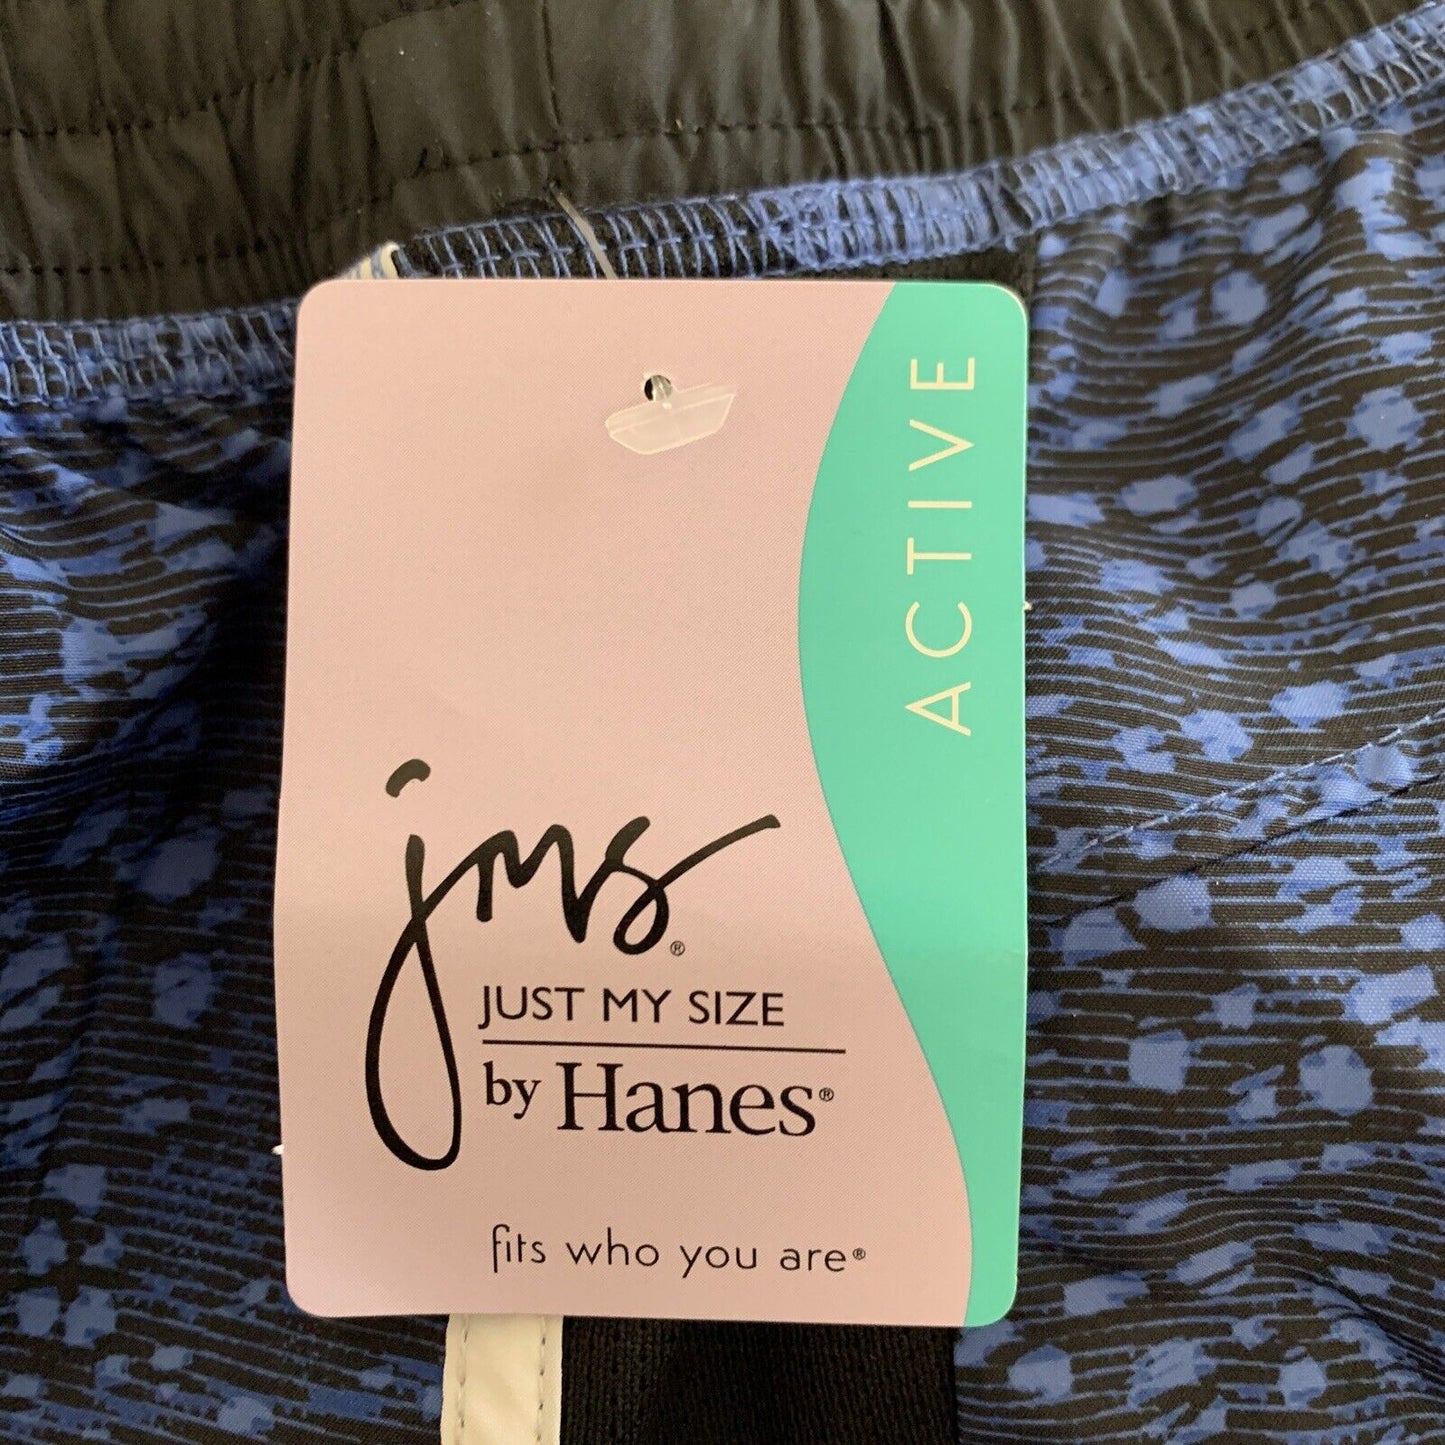 ACTIVE
jms®
JUST MY SIZE
by Hanes®
fits who you are®